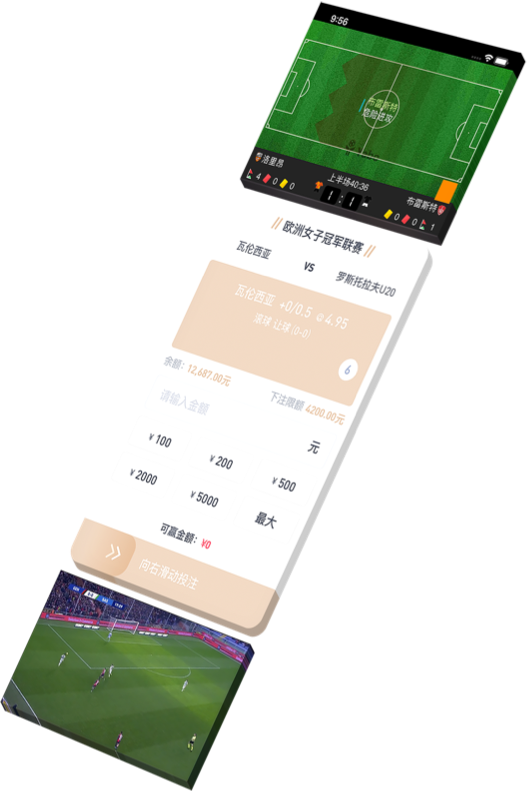 9:56
布雷斯特
危险进攻
洛里昂
上半场40:36
布雷斯特
4 0 0
1 : 1
0 0 1
// 欧洲女子冠军联赛 //
瓦伦西亚
VS
罗斯托拉夫U20
瓦伦西亚 +0/0.5 @4.95
滚球 让球 (0-0)
6
余额：12,687.00元
下注限额 4200.00元
请输入金额
元
¥100
¥200
¥500
¥2000
¥5000
最大
可赢金额：¥0
向右滑动投注